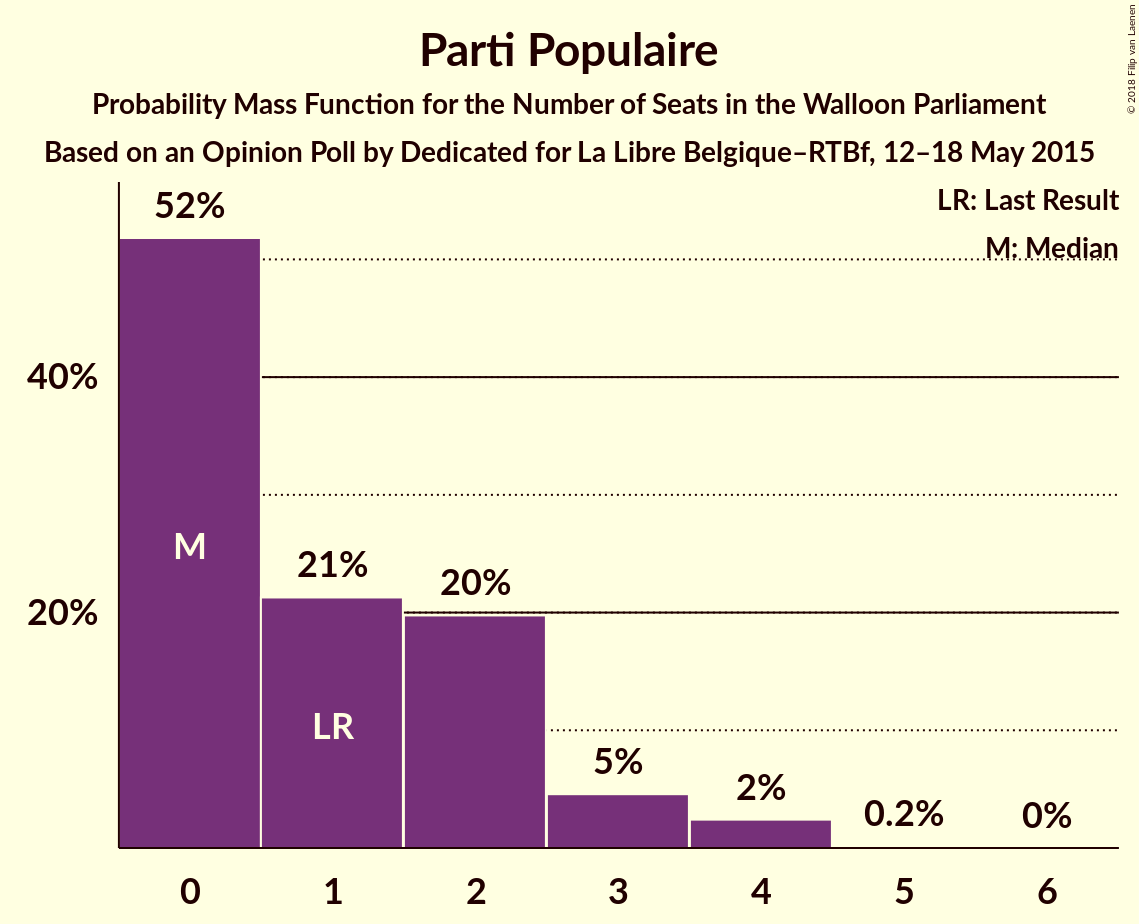 Parti Populaire
Probability Mass Function for the Number of Seats in the Walloon Parliament
Based on an Opinion Poll by Dedicated for La Libre Belgique–RTBf, 12–18 May 2015
© 2018 Filip van Laenen
LR: Last Result
M: Median
52%
21%
20%
5%
2%
0.2%
0%
40%
20%
M
LR
0 1 2 3 4 5 6